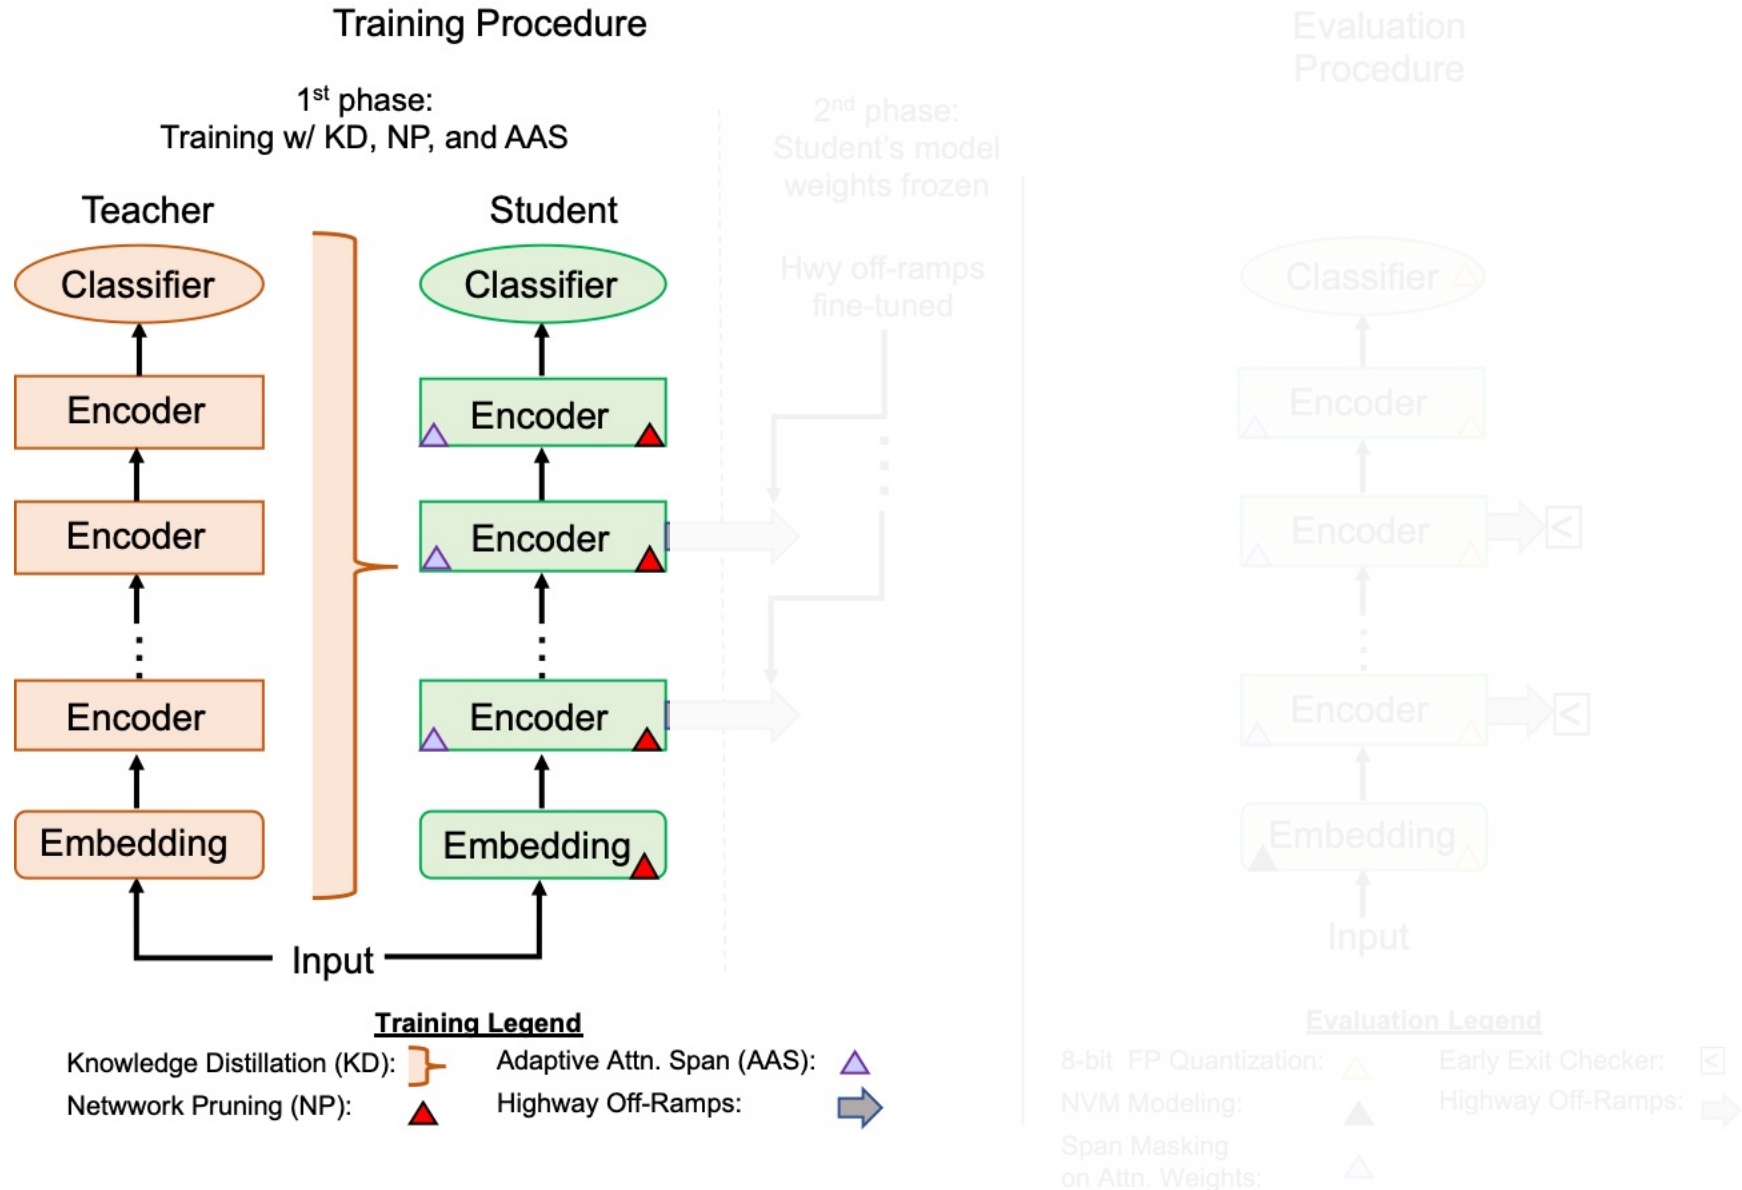 Training Procedure
1st phase:
Training w/ KD, NP, and AAS
Teacher
Student
Classifier
Classifier
Encoder
Encoder
Encoder
Encoder
Encoder
Encoder
Embedding
Embedding
Input
2nd phase:
Student's model
weights frozen
Hwy off-ramps
fine-tuned
Training Legend
Knowledge Distillation (KD):
Adaptive Attn. Span (AAS):
Netwwork Pruning (NP):
Highway Off-Ramps:
Evaluation
Procedure
Classifier
Encoder
Encoder
<
Encoder
<
Embedding
Input
Evaluation Legend
8-bit FP Quantization:
Early Exit Checker: <
NVM Modeling:
Highway Off-Ramps:
Span Masking
on Attn. Weights: